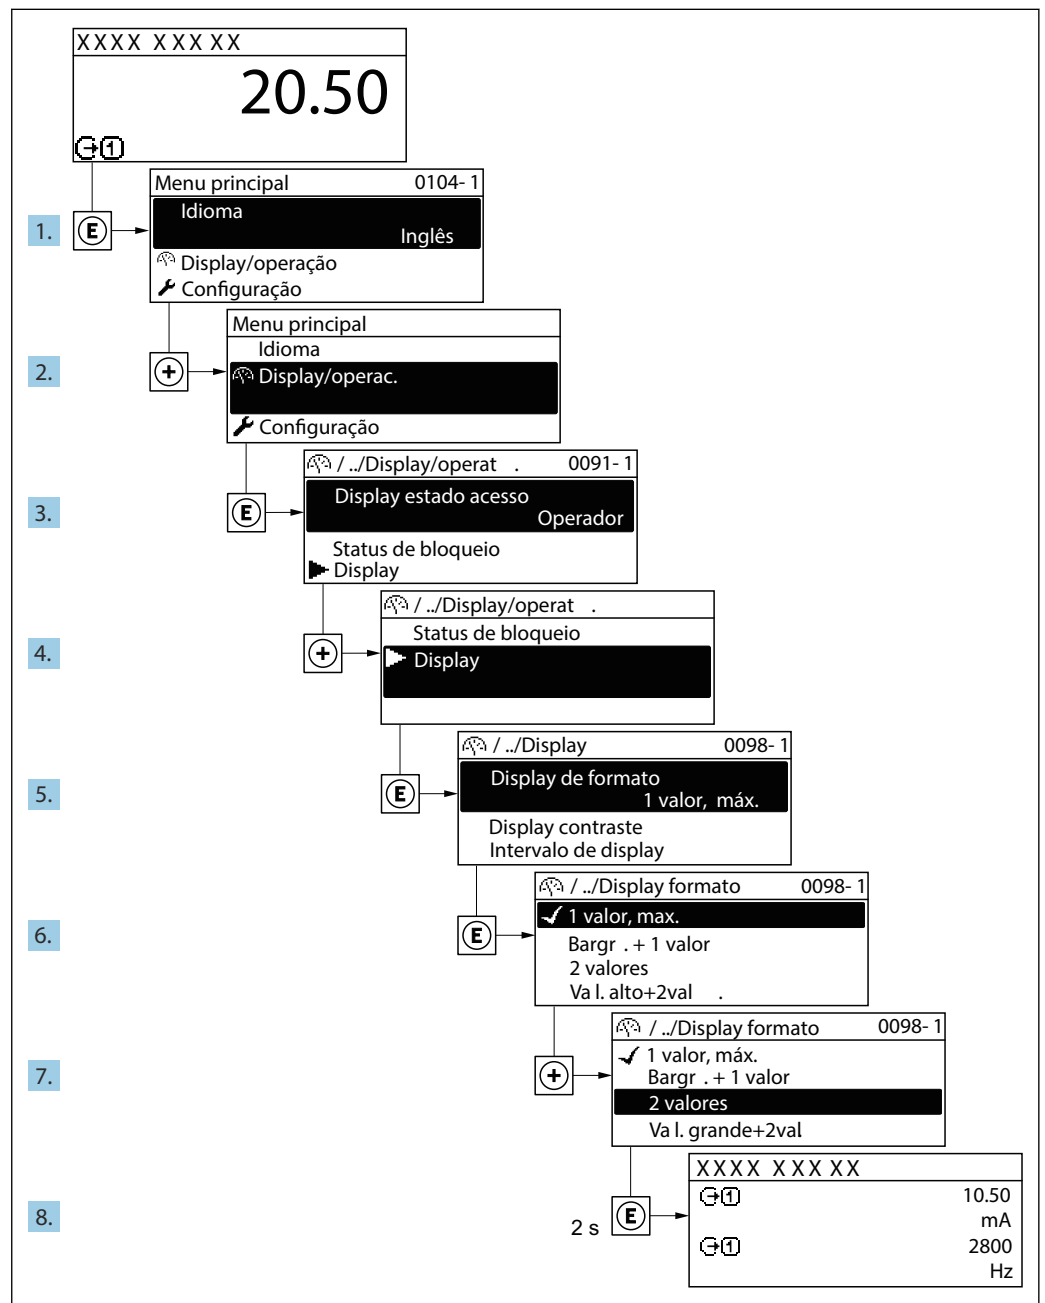 XXXX XXX XX
20.50
1
Menu principal 0104-1
Idioma
Inglês
1. E
Display/operação
Configuração
Menu principal
Idioma
2. + Display/operac.
Configuração
/ ../Display/operat . 0091-1
Display estado acesso
3. E Operador
Status de bloqueio
Display
/ ../Display/operat .
Status de bloqueio
4. + Display
/ ../Display 0098-1
Display de formato
5. E 1 valor, máx.
Display contraste
Intervalo de display
/ ../Display formato 0098-1
1 valor, max.
6. E Bargr . + 1 valor
2 valores
Va l. alto+2val .
/ ../Display formato 0098-1
1 valor, máx.
7. + Bargr . + 1 valor
2 valores
Va l. grande+2val.
XXXX XXX XX
1 10.50
8. 2 s E mA
1 2800
Hz